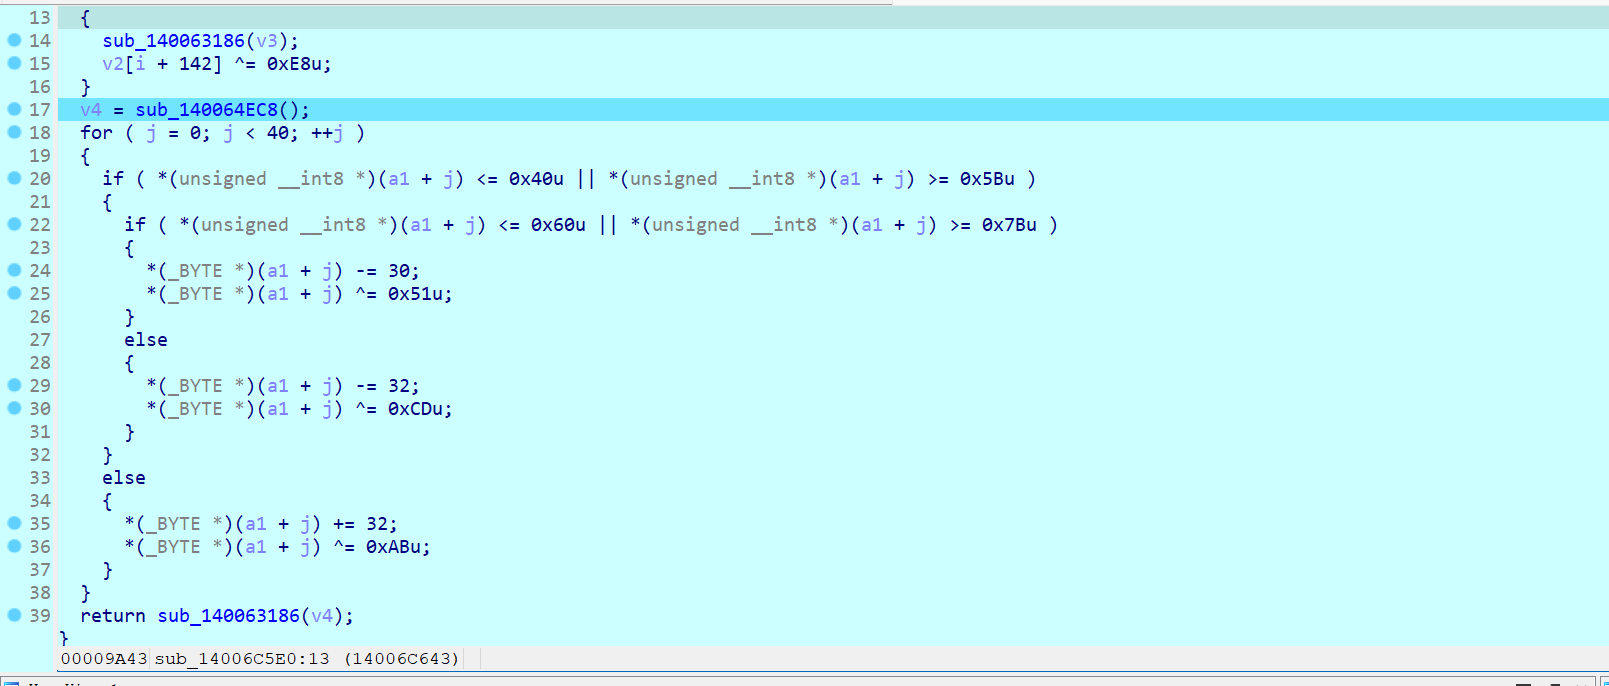 13 {
14 sub_140063186(v3);
15 v2[i + 142] ^= 0xE8u;
16 }
17 v4 = sub_140064EC8();
18 for ( j = 0; j < 40; ++j )
19 {
20 if ( *(unsigned __int8 *)(a1 + j) <= 0x40u || *(unsigned __int8 *)(a1 + j) >= 0x5Bu )
21 {
22 if ( *(unsigned __int8 *)(a1 + j) <= 0x60u || *(unsigned __int8 *)(a1 + j) >= 0x7Bu )
23 {
24 *(_BYTE *)(a1 + j) -= 30;
25 *(_BYTE *)(a1 + j) ^= 0x51u;
26 }
27 else
28 {
29 *(_BYTE *)(a1 + j) -= 32;
30 *(_BYTE *)(a1 + j) ^= 0xCDu;
31 }
32 }
33 else
34 {
35 *(_BYTE *)(a1 + j) += 32;
36 *(_BYTE *)(a1 + j) ^= 0xABu;
37 }
38 }
39 return sub_140063186(v4);
}
00009A43 sub_14006C5E0:13 (14006C643)